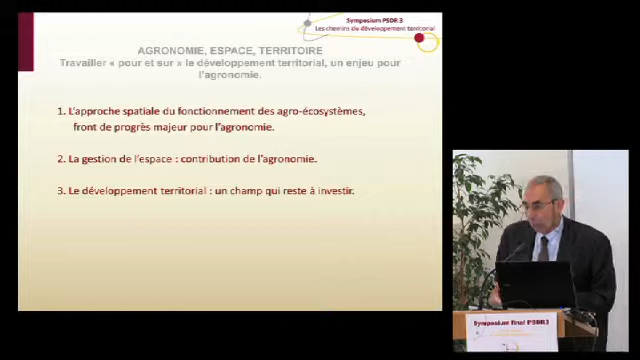 Symposium PSDR 3
Les chemins du développement territorial
AGRONOMIE, ESPACE, TERRITOIRE
Travailler « pour et sur » le développement territorial, un enjeu pour
l'agronomie.
1. L'approche spatiale du fonctionnement des agro-écosystèmes,
front de progrès majeur pour l'agronomie.
2. La gestion de l'espace : contribution de l'agronomie.
3. Le développement territorial : un champ qui reste à investir.
Symposium final PSDR3